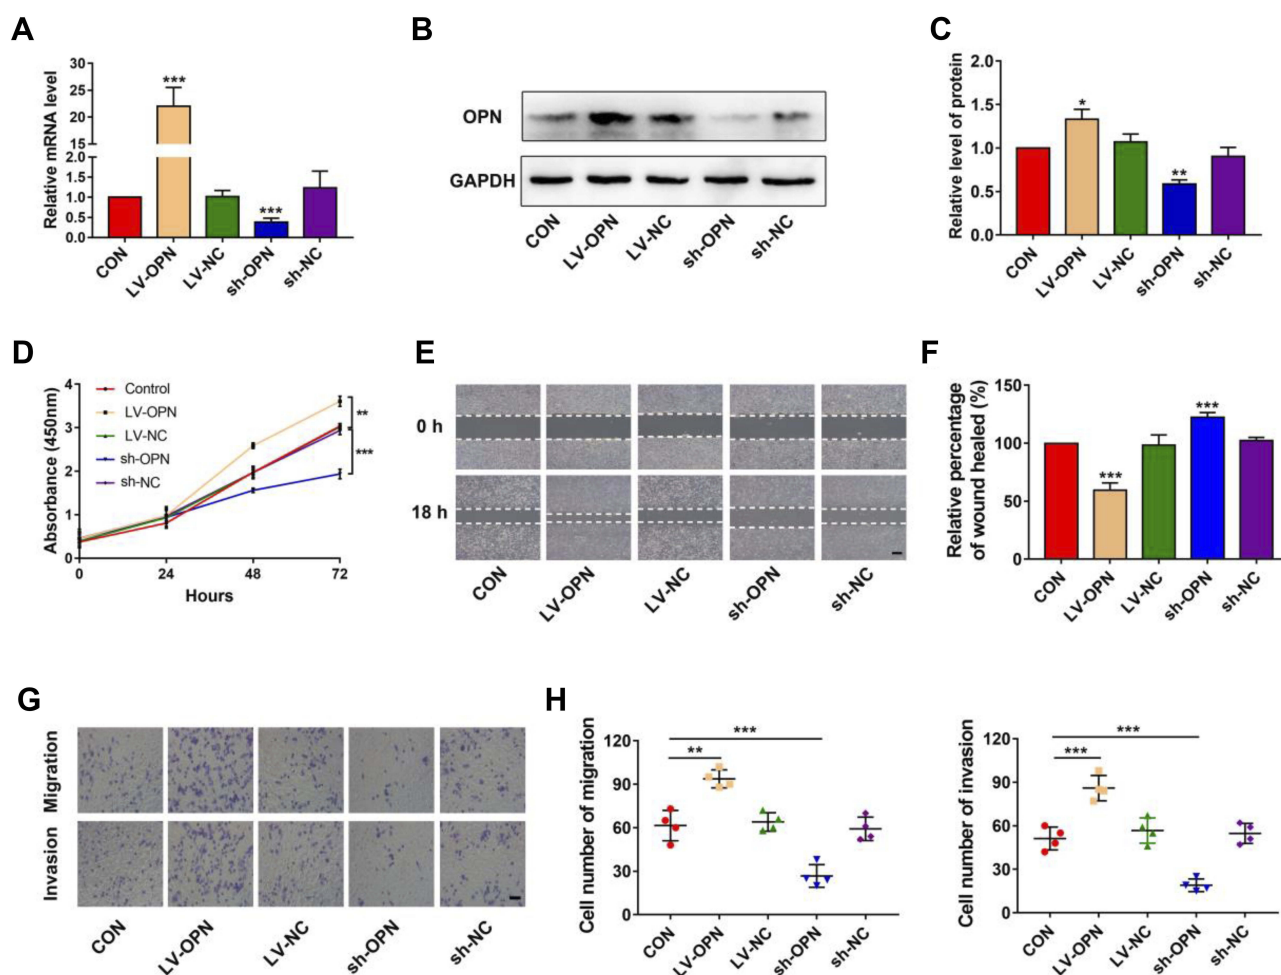 A
Relative mRNA level
30
25
20
15
2.0
1.5
1.0
0.5
0.0
***
***
CON
LV-OPN
LV-NC
sh-OPN
sh-NC
B
OPN
GAPDH
CON
LV-OPN
LV-NC
sh-OPN
sh-NC
C
Relative level of protein
2.0
1.5
1.0
0.5
0.0
*
**
CON
LV-OPN
LV-NC
sh-OPN
sh-NC
D
Absorbance (450nm)
4
3
2
1
0
Control
LV-OPN
LV-NC
sh-OPN
sh-NC
**
***
0
24
48
72
Hours
E
0 h
18 h
CON
LV-OPN
LV-NC
sh-OPN
sh-NC
F
Relative percentage
of wound healed (%)
150
100
50
0
***
***
CON
LV-OPN
LV-NC
sh-OPN
sh-NC
G
Migration
Invasion
CON
LV-OPN
LV-NC
sh-OPN
sh-NC
H
Cell number of migration
120
90
60
30
0
***
**
CON
LV-OPN
LV-NC
sh-OPN
sh-NC
Cell number of invasion
120
90
60
30
0
***
***
CON
LV-OPN
LV-NC
sh-OPN
sh-NC